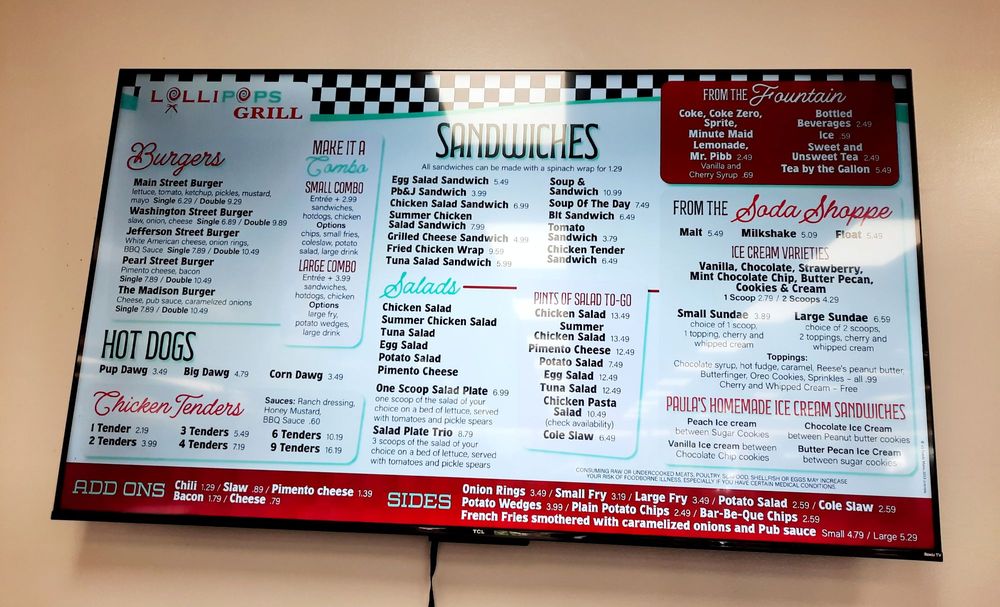 LOLLIPOPS
GRILL
Burgers
Main Street Burger
lettuce, tomato, ketchup, pickles, mustard,
mayo Single 6.29 / Double 9.29
Washington Street Burger
slaw, onion, cheese Single 6.89 / Double 9.89
Jefferson Street Burger
White American cheese, onion rings,
BBQ Sauce Single 7.89 / Double 10.49
Pearl Street Burger
Pimento cheese, bacon
Single 7.89 / Double 10.49
The Madison Burger
Cheese, pub sauce, caramelized onions
Single 7.89 / Double 10.49
MAKE IT A
Combo
SMALL COMBO
Entrée + 2.99
sandwiches,
hotdogs, chicken
Options
chips, small fries,
coleslaw, potato
salad, large drink
LARGE COMBO
Entrée + 3.99
sandwiches,
hotdogs, chicken
Options
large fry,
potato wedges,
large drink
HOT DOGS
Pup Dawg 3.49 Big Dawg 4.79 Corn Dawg 3.49
Chicken Tenders
Sauces: Ranch dressing,
Honey Mustard,
BBQ Sauce .60
1 Tender 2.19 3 Tenders 5.49 6 Tenders 10.19
2 Tenders 3.99 4 Tenders 7.19 9 Tenders 16.19
SANDWICHES
All sandwiches can be made with a spinach wrap for 1.29
Egg Salad Sandwich 5.49
Pb&J Sandwich 3.99
Chicken Salad Sandwich 6.99
Summer Chicken
Salad Sandwich 7.99
Grilled Cheese Sandwich 4.99
Fried Chicken Wrap 9.59
Tuna Salad Sandwich 5.99
Soup &
Sandwich 10.99
Soup Of The Day 7.49
Blt Sandwich 6.49
Tomato
Sandwich 3.79
Chicken Tender
Sandwich 6.49
Salads
Chicken Salad
Summer Chicken Salad
Tuna Salad
Egg Salad
Potato Salad
Pimento Cheese
One Scoop Salad Plate 6.99
one scoop of the salad of your
choice on a bed of lettuce, served
with tomatoes and pickle spears
Salad Plate Trio 8.79
3 scoops of the salad of your
choice on a bed of lettuce, served
with tomatoes and pickle spears
PINTS OF SALAD TO-GO
Chicken Salad 13.49
Summer
Chicken Salad 13.49
Pimento Cheese 12.49
Potato Salad 7.49
Egg Salad 12.49
Tuna Salad 12.49
Chicken Pasta
Salad 10.49
(check availability)
Cole Slaw 6.49
FROM THE Fountain
Coke, Coke Zero,
Sprite,
Minute Maid
Lemonade,
Mr. Pibb 2.49
Vanilla and
Cherry Syrup .69
Bottled
Beverages 2.49
Ice .59
Sweet and
Unsweet Tea 2.49
Tea by the Gallon 5.49
FROM THE Soda Shoppe
Malt 5.49 Milkshake 5.09 Float 5.49
ICE CREAM VARIETIES
Vanilla, Chocolate, Strawberry,
Mint Chocolate Chip, Butter Pecan,
Cookies & Cream
1 Scoop 2.79 / 2 Scoops 4.29
Small Sundae 3.89
choice of 1 scoop,
1 topping, cherry and
whipped cream
Large Sundae 6.59
choice of 2 scoops,
2 toppings, cherry and
whipped cream
Toppings:
Chocolate syrup, hot fudge, caramel, Reese's peanut butter,
Butterfinger, Oreo Cookies, Sprinkles – all .99
Cherry and Whipped Cream – Free
PAULA'S HOMEMADE ICE CREAM SANDWICHES
Peach Ice cream
between Sugar Cookies
Chocolate Ice Cream
between Peanut butter cookies
Vanilla Ice cream between
Chocolate Chip cookies
Butter Pecan Ice Cream
between sugar cookies
CONSUMING RAW OR UNDERCOOKED MEATS, POULTRY, SEAFOOD, SHELLFISH OR EGGS MAY INCREASE
YOUR RISK OF FOODBORNE ILLNESS, ESPECIALLY IF YOU HAVE CERTAIN MEDICAL CONDITIONS.
ADD ONS
Chili 1.29 / Slaw .89 / Pimento cheese 1.39
Bacon 1.79 / Cheese .79
SIDES
Onion Rings 3.49 / Small Fry 3.19 / Large Fry 3.49 / Potato Salad 2.59 / Cole Slaw 2.59
Potato Wedges 3.99 / Plain Potato Chips 2.49 / Bar-Be-Que Chips 2.59
French Fries smothered with caramelized onions and Pub sauce Small 4.79 / Large 5.29
TCL
Roku TV